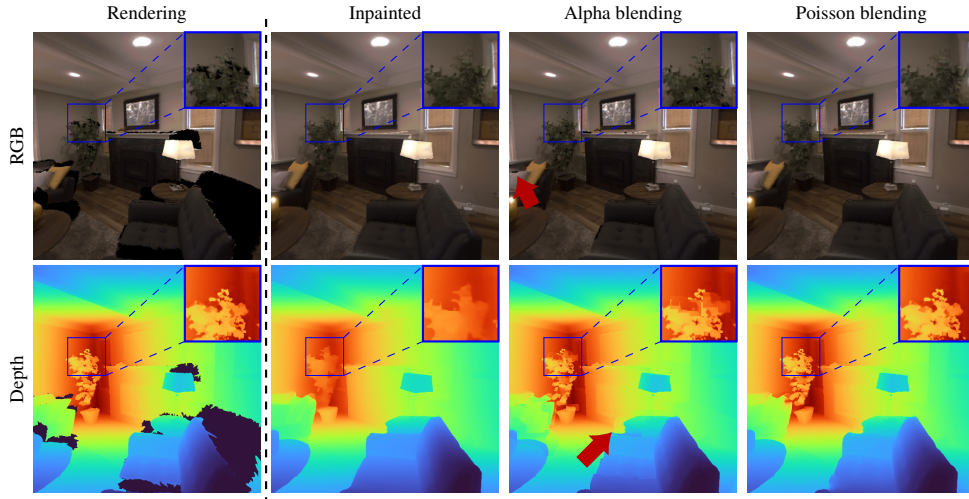 Rendering
Inpainted
Alpha blending
Poisson blending
RGB
Depth